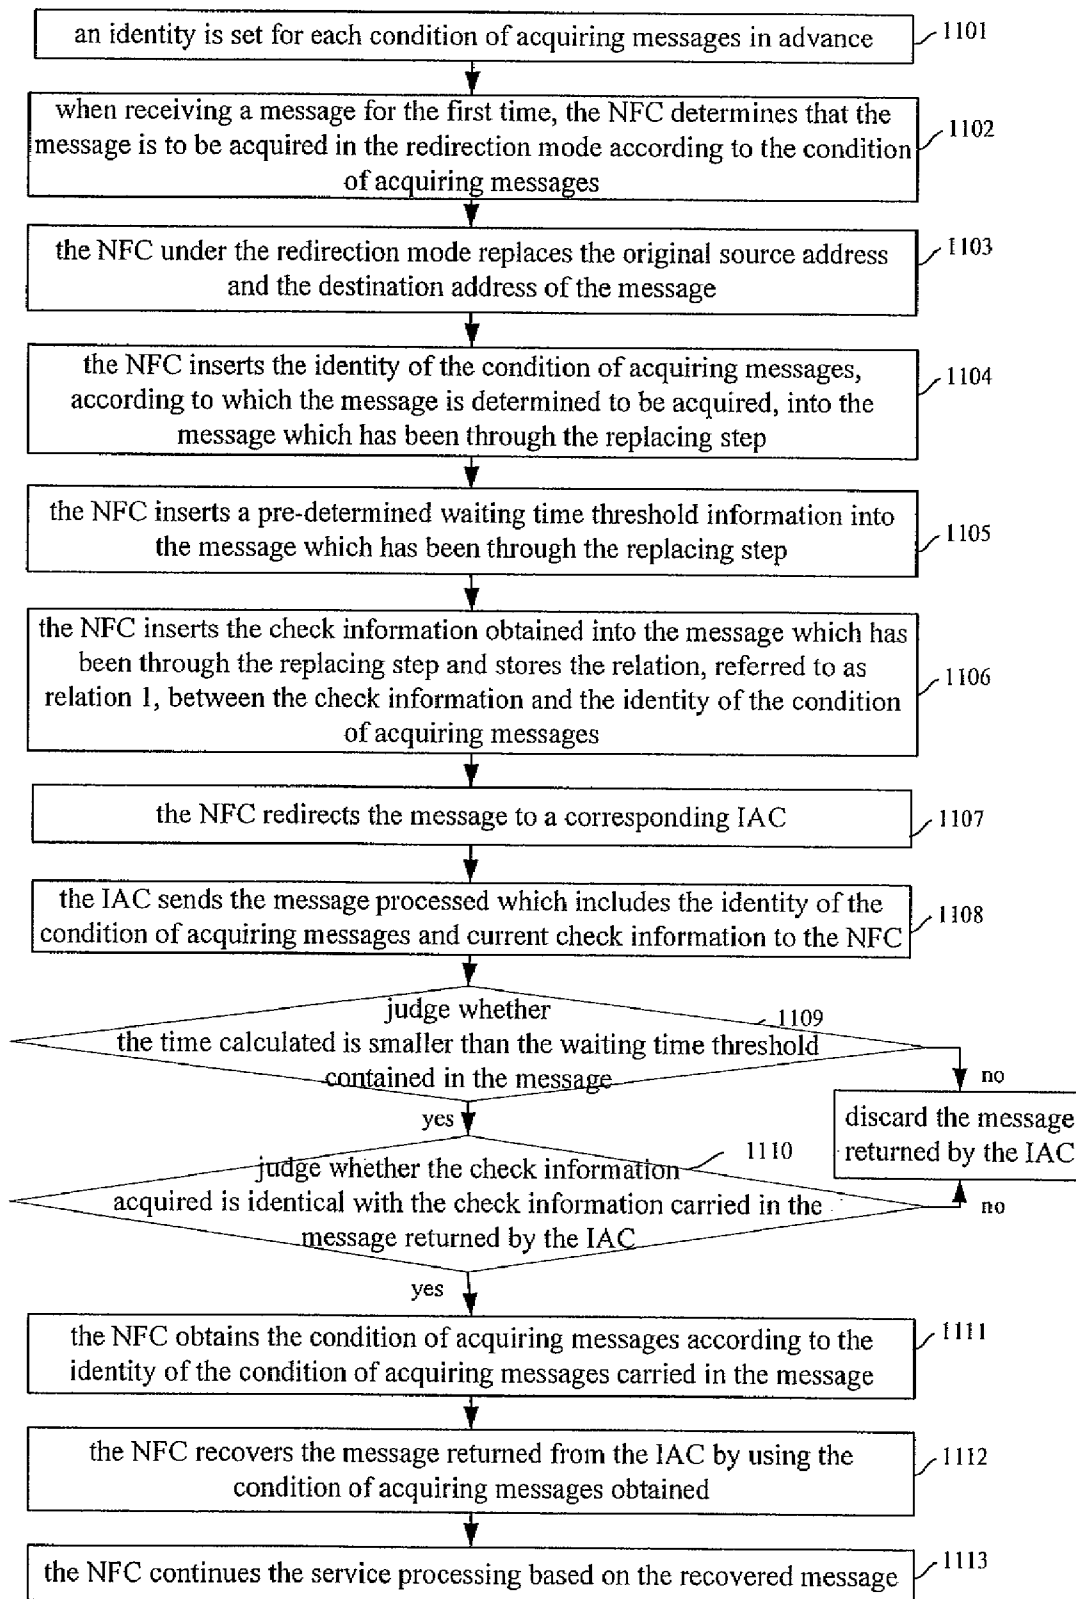 an identity is set for each condition of acquiring messages in advance
1101
when receiving a message for the first time, the NFC determines that the
message is to be acquired in the redirection mode according to the condition
of acquiring messages
1102
the NFC under the redirection mode replaces the original source address
and the destination address of the message
1103
the NFC inserts the identity of the condition of acquiring messages,
according to which the message is determined to be acquired, into the
message which has been through the replacing step
1104
the NFC inserts a pre-determined waiting time threshold information into
the message which has been through the replacing step
1105
the NFC inserts the check information obtained into the message which has
been through the replacing step and stores the relation, referred to as
relation 1, between the check information and the identity of the condition
of acquiring messages
1106
the NFC redirects the message to a corresponding IAC
1107
the IAC sends the message processed which includes the identity of the
condition of acquiring messages and current check information to the NFC
1108
judge whether
the time calculated is smaller than the waiting time threshold
contained in the message
1109
no
yes
discard the message
returned by the IAC
judge whether the check information
acquired is identical with the check information carried in the
message returned by the IAC
1110
no
yes
the NFC obtains the condition of acquiring messages according to the
identity of the condition of acquiring messages carried in the message
1111
the NFC recovers the message returned from the IAC by using the
condition of acquiring messages obtained
1112
the NFC continues the service processing based on the recovered message
1113